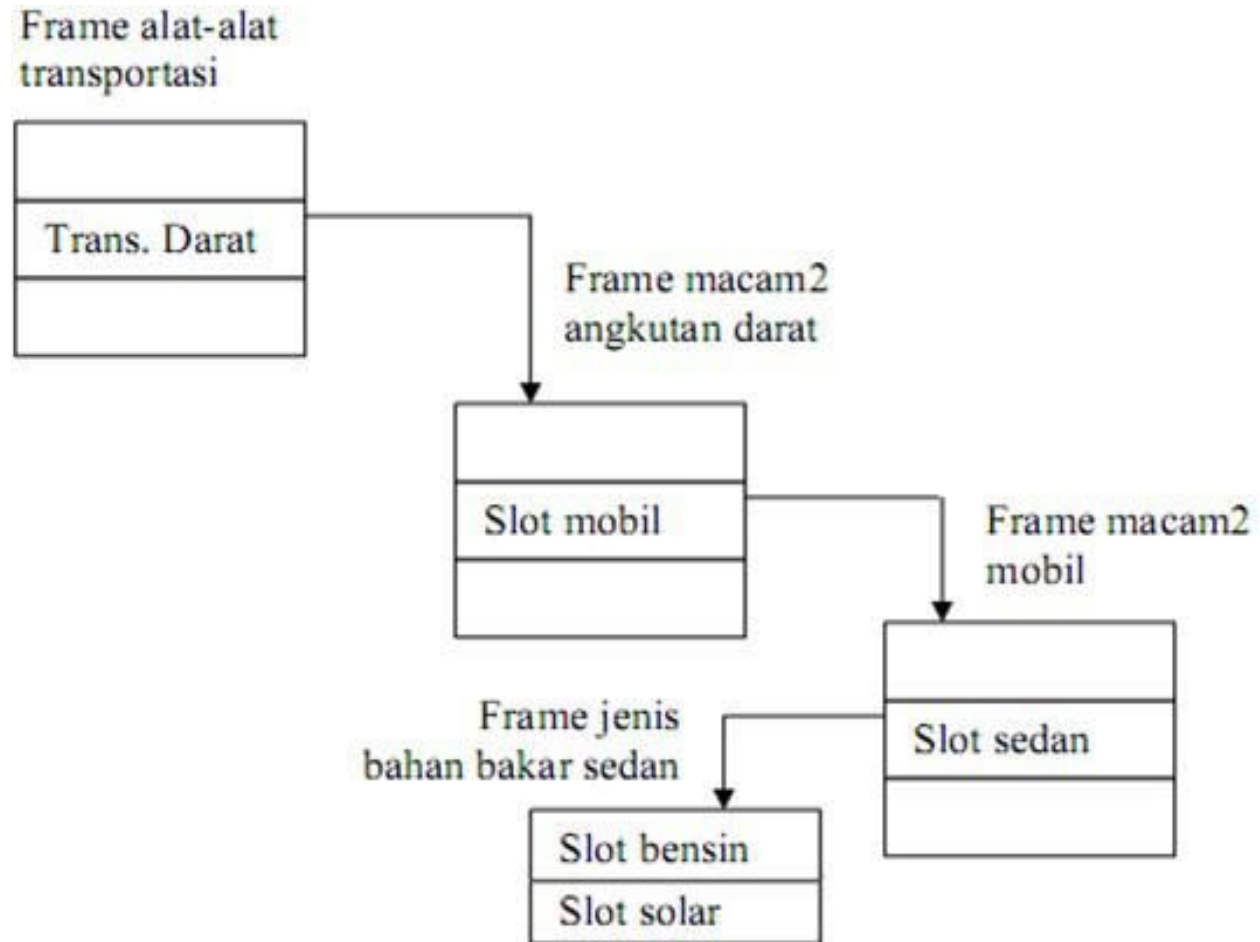 Frame alat-alat
transportasi
Trans. Darat
Frame macam2
angkutan darat
Slot mobil
Frame macam2
mobil
Slot sedan
Frame jenis
bahan bakar sedan
Slot bensin
Slot solar